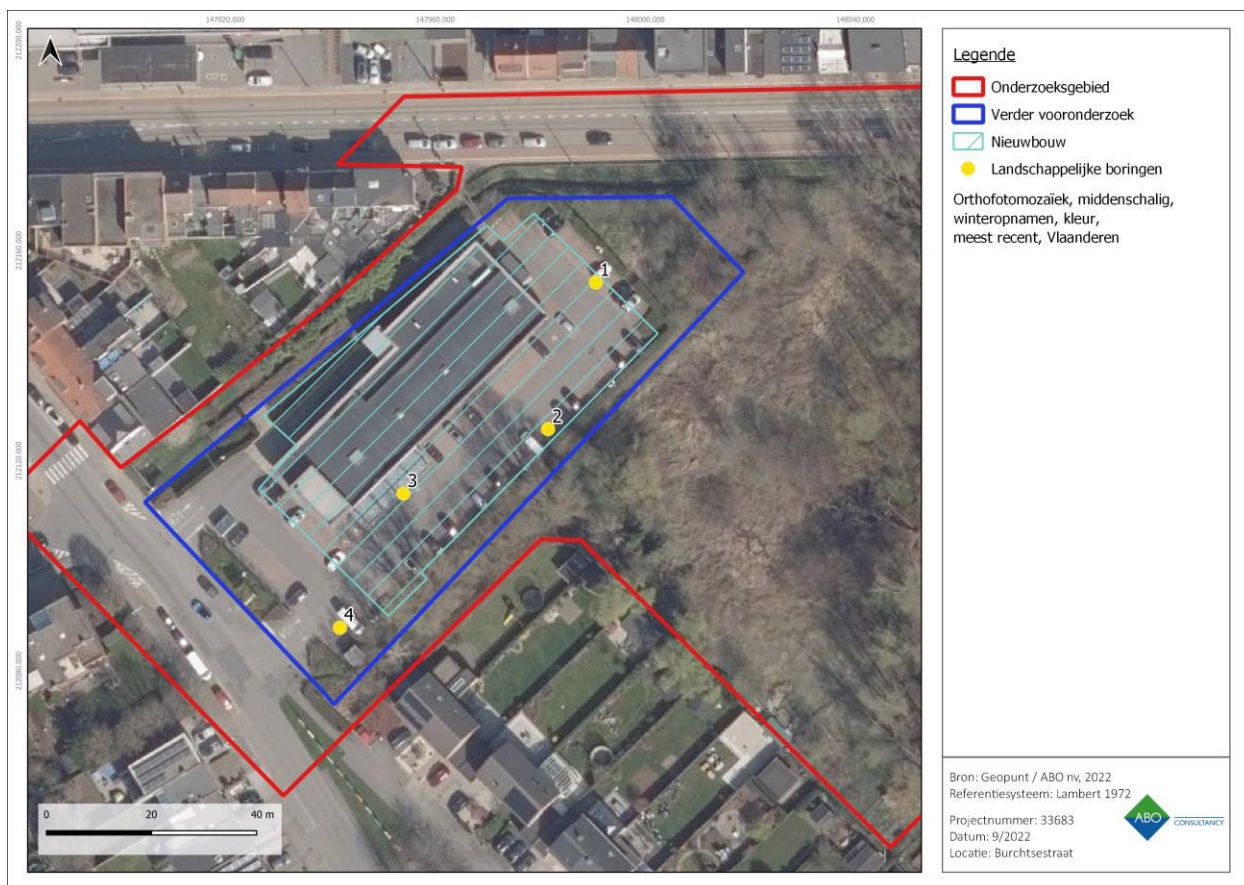 147920.000
147960.000
148000.000
148040.000
212200.000
212160.000
212120.000
212080.000
1
2
3
4
0 20 40 m
Legende
Onderzoeksgebied
Verder vooronderzoek
Nieuwbouw
Landschappelijke boringen
Orthofotomozaïek, middenschalig,
winteropnamen, kleur,
meest recent, Vlaanderen
Bron: Geopunt / ABO nv, 2022
Referentiesysteem: Lambert 1972
Projectnummer: 33683
Datum: 9/2022
Locatie: Burchtsestraat
ABO CONSULTANCY